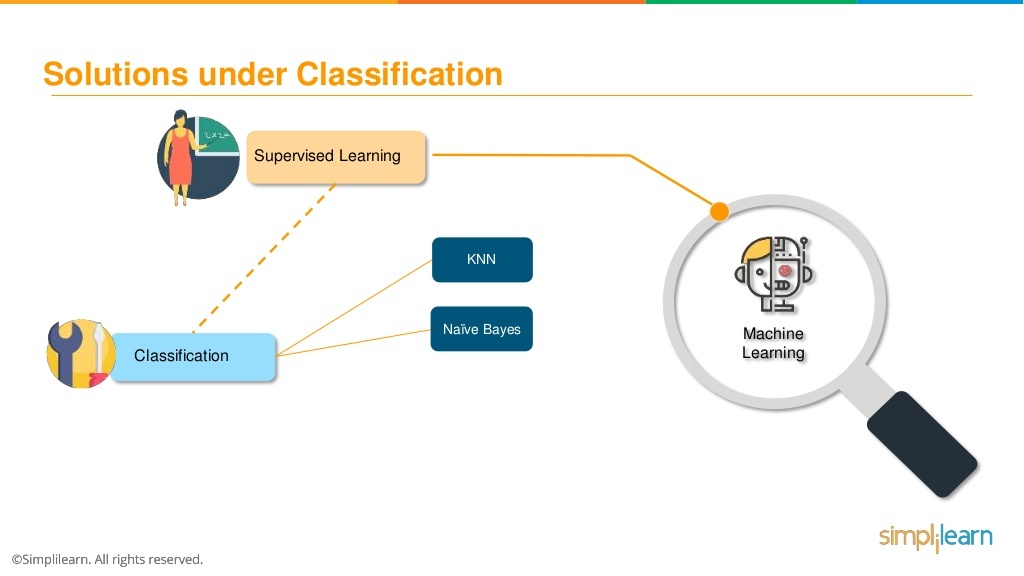 Solutions under Classification
Supervised Learning
KNN
Naïve Bayes
Classification
Machine
Learning
simplilearn
©Simplilearn. All rights reserved.